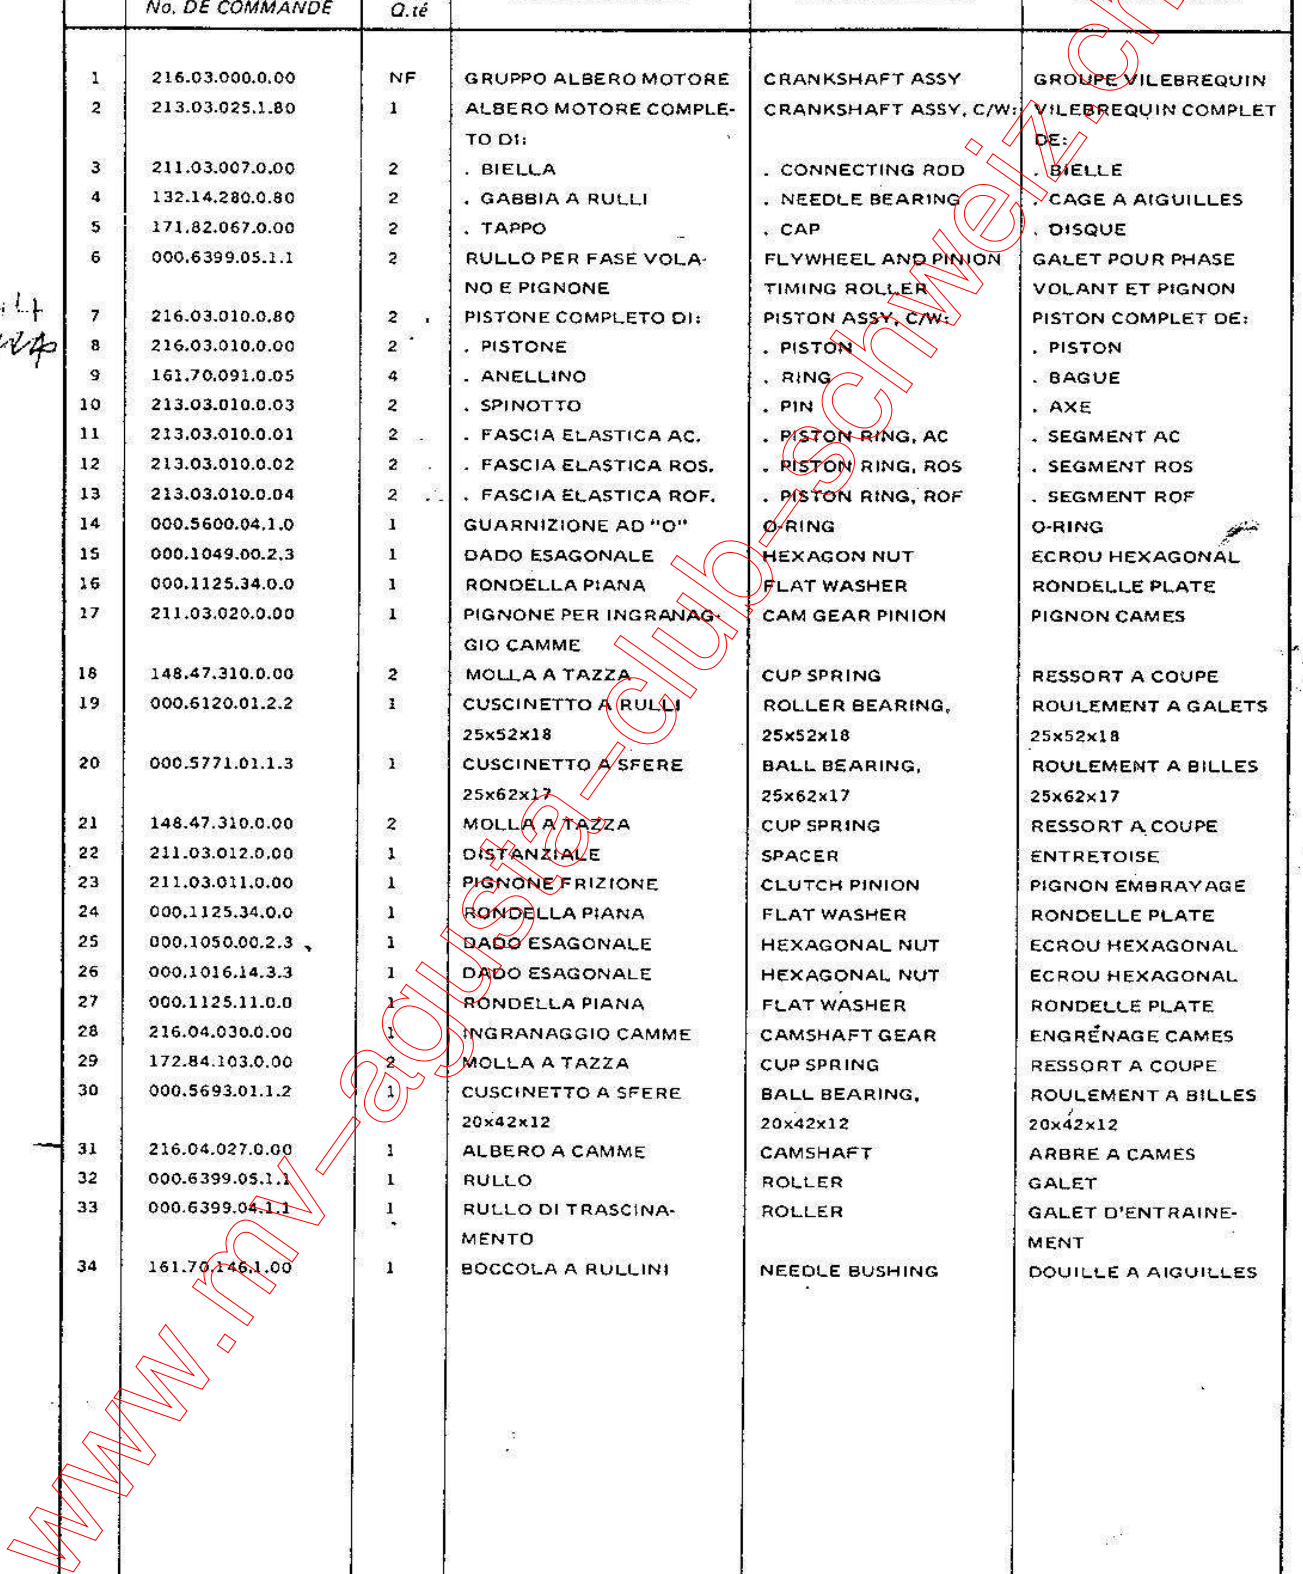 No. DE COMMANDE Q.té
1 216.03.000.0.00 NF GRUPPO ALBERO MOTORE CRANKSHAFT ASSY GROUPE VILEBREQUIN
2 213.03.025.1.80 1 ALBERO MOTORE COMPLE- CRANKSHAFT ASSY, C/W: VILEBREQUIN COMPLET
TO DI: DE:
3 211.03.007.0.00 2 . BIELLA . CONNECTING ROD . BIELLE
4 132.14.280.0.80 2 . GABBIA A RULLI . NEEDLE BEARING . CAGE A AIGUILLES
5 171.82.067.0.00 2 . TAPPO . CAP . DISQUE
6 000.6399.05.1.1 2 RULLO PER FASE VOLA- FLYWHEEL AND PINION GALET POUR PHASE
NO E PIGNONE TIMING ROLLER VOLANT ET PIGNON
7 216.03.010.0.80 2 PISTONE COMPLETO DI: PISTON ASSY, C/W: PISTON COMPLET DE:
8 216.03.010.0.00 2 . PISTONE . PISTON . PISTON
9 161.70.091.0.05 4 . ANELLINO . RING . BAGUE
10 213.03.010.0.03 2 . SPINOTTO . PIN . AXE
11 213.03.010.0.01 2 . FASCIA ELASTICA AC. . PISTON RING, AC . SEGMENT AC
12 213.03.010.0.02 2 . FASCIA ELASTICA ROS. . PISTON RING, ROS . SEGMENT ROS
13 213.03.010.0.04 2 . FASCIA ELASTICA ROF. . PISTON RING, ROF . SEGMENT ROF
14 000.5600.04.1.0 1 GUARNIZIONE AD "O" O-RING O-RING
15 000.1049.00.2.3 1 DADO ESAGONALE HEXAGON NUT ECROU HEXAGONAL
16 000.1125.34.0.0 1 RONDELLA PIANA FLAT WASHER RONDELLE PLATE
17 211.03.020.0.00 1 PIGNONE PER INGRANAG- CAM GEAR PINION PIGNON CAMES
GIO CAMME
18 148.47.310.0.00 2 MOLLA A TAZZA CUP SPRING RESSORT A COUPE
19 000.6120.01.2.2 1 CUSCINETTO A RULLI ROLLER BEARING, ROULEMENT A GALETS
25x52x18 25x52x18 25x52x18
20 000.5771.01.1.3 1 CUSCINETTO A SFERE BALL BEARING, ROULEMENT A BILLES
25x62x17 25x62x17 25x62x17
21 148.47.310.0.00 2 MOLLA A TAZZA CUP SPRING RESSORT A COUPE
22 211.03.012.0.00 1 DISTANZIALE SPACER ENTRETOISE
23 211.03.011.0.00 1 PIGNONE FRIZIONE CLUTCH PINION PIGNON EMBRAYAGE
24 000.1125.34.0.0 1 RONDELLA PIANA FLAT WASHER RONDELLE PLATE
25 000.1050.00.2.3 1 DADO ESAGONALE HEXAGONAL NUT ECROU HEXAGONAL
26 000.1016.14.3.3 1 DADO ESAGONALE HEXAGONAL NUT ECROU HEXAGONAL
27 000.1125.11.0.0 1 RONDELLA PIANA FLAT WASHER RONDELLE PLATE
28 216.04.030.0.00 1 INGRANAGGIO CAMME CAMSHAFT GEAR ENGRÉNAGE CAMES
29 172.84.103.0.00 2 MOLLA A TAZZA CUP SPRING RESSORT A COUPE
30 000.5693.01.1.2 1 CUSCINETTO A SFERE BALL BEARING, ROULEMENT A BILLES
20x42x12 20x42x12 20x42x12
31 216.04.027.0.00 1 ALBERO A CAMME CAMSHAFT ARBRE A CAMES
32 000.6399.05.1.1 1 RULLO ROLLER GALET
33 000.6399.04.1.1 1 RULLO DI TRASCINA- ROLLER GALET D'ENTRAINE-
MENTO MENT
34 161.70.146.1.00 1 BOCCOLA A RULLINI NEEDLE BUSHING DOUILLE A AIGUILLES
www.mv-agusta-club-schweiz.ch